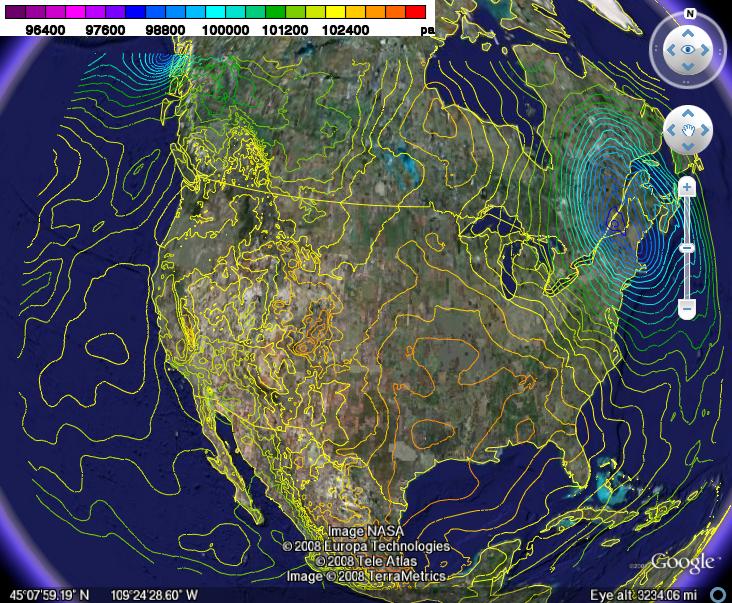 96400 97600 98800 100000 101200 102400 pa
N
Image NASA
© 2008 Europa Technologies
© 2008 Tele Atlas
Image © 2008 TerraMetrics
©2008 Google
45°07'59.19" N 109°24'28.60" W Eye alt 3234.06 mi